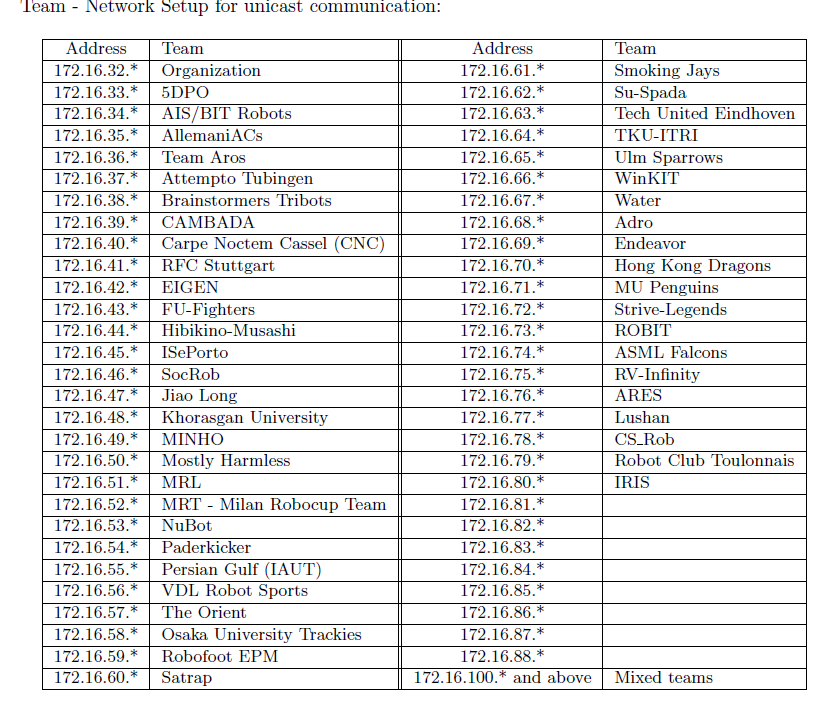 Team - Network Setup for unicast communication:
Address Team Address Team
172.16.32.* Organization 172.16.61.* Smoking Jays
172.16.33.* 5DPO 172.16.62.* Su-Spada
172.16.34.* AIS/BIT Robots 172.16.63.* Tech United Eindhoven
172.16.35.* AllemaniACs 172.16.64.* TKU-ITRI
172.16.36.* Team Aros 172.16.65.* Ulm Sparrows
172.16.37.* Attempto Tubingen 172.16.66.* WinKIT
172.16.38.* Brainstormers Tribots 172.16.67.* Water
172.16.39.* CAMBADA 172.16.68.* Adro
172.16.40.* Carpe Noctem Cassel (CNC) 172.16.69.* Endeavor
172.16.41.* RFC Stuttgart 172.16.70.* Hong Kong Dragons
172.16.42.* EIGEN 172.16.71.* MU Penguins
172.16.43.* FU-Fighters 172.16.72.* Strive-Legends
172.16.44.* Hibikino-Musashi 172.16.73.* ROBIT
172.16.45.* ISePorto 172.16.74.* ASML Falcons
172.16.46.* SocRob 172.16.75.* RV-Infinity
172.16.47.* Jiao Long 172.16.76.* ARES
172.16.48.* Khorasgan University 172.16.77.* Lushan
172.16.49.* MINHO 172.16.78.* CS_Rob
172.16.50.* Mostly Harmless 172.16.79.* Robot Club Toulonnais
172.16.51.* MRL 172.16.80.* IRIS
172.16.52.* MRT - Milan Robocup Team 172.16.81.*
172.16.53.* NuBot 172.16.82.*
172.16.54.* Paderkicker 172.16.83.*
172.16.55.* Persian Gulf (IAUT) 172.16.84.*
172.16.56.* VDL Robot Sports 172.16.85.*
172.16.57.* The Orient 172.16.86.*
172.16.58.* Osaka University Trackies 172.16.87.*
172.16.59.* Robofoot EPM 172.16.88.*
172.16.60.* Satrap 172.16.100.* and above Mixed teams